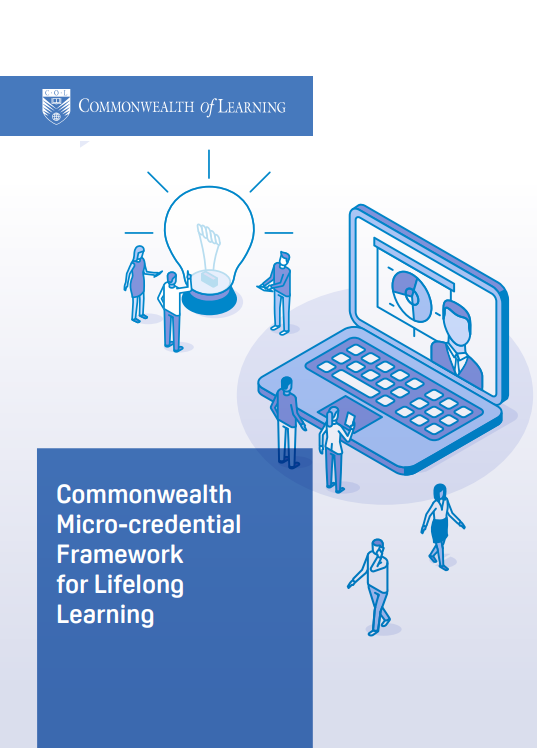 C·O·L
COMMONWEALTH of LEARNING
Commonwealth
Micro-credential
Framework
for Lifelong
Learning